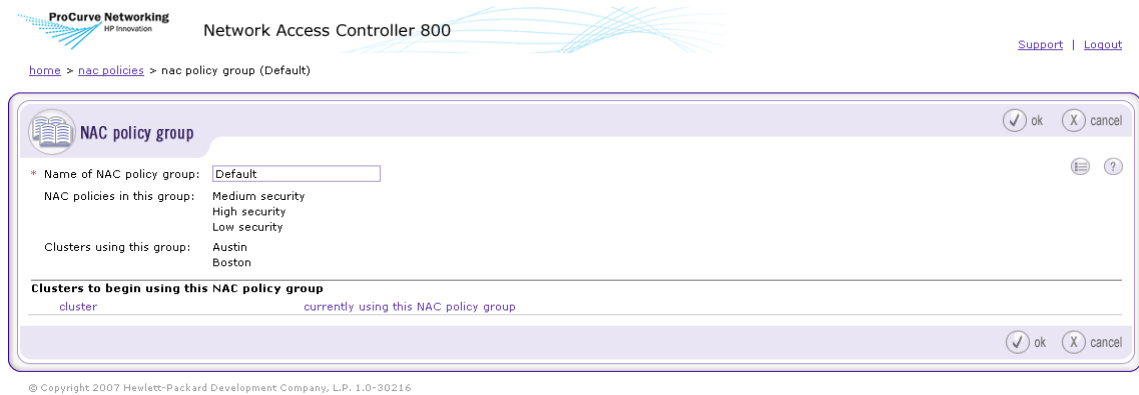 ProCurve Networking
HP Innovation
Network Access Controller 800
Support | Logout
home > nac policies > nac policy group (Default)
NAC policy group
ok
X cancel
* Name of NAC policy group: Default
?
NAC policies in this group: Medium security
High security
Low security
Clusters using this group: Austin
Boston
Clusters to begin using this NAC policy group
cluster currently using this NAC policy group
ok
X cancel
© Copyright 2007 Hewlett-Packard Development Company, L.P. 1.0-30216